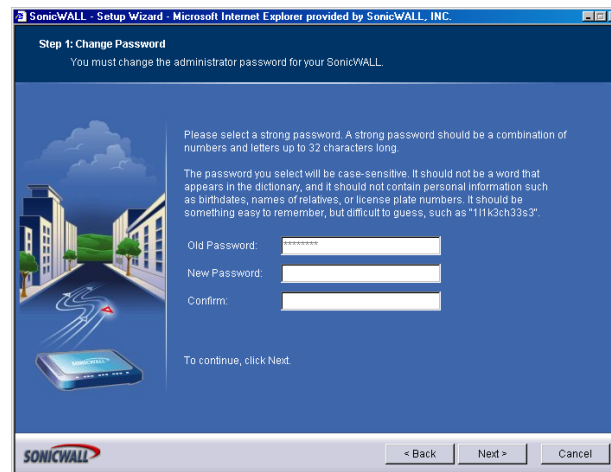 SonicWALL - Setup Wizard - Microsoft Internet Explorer provided by SonicWALL, INC.
Step 1: Change Password
You must change the administrator password for your SonicWALL.
Please select a strong password. A strong password should be a combination of
numbers and letters up to 32 characters long.
The password you select will be case-sensitive. It should not be a word that
appears in the dictionary, and it should not contain personal information such
as birthdates, names of relatives, or license plate numbers. It should be
something easy to remember, but difficult to guess, such as "1l1k3ch33s3".
Old Password: ********
New Password:
Confirm:
To continue, click Next.
SONICWALL
SONICWALL
< Back
Next >
Cancel